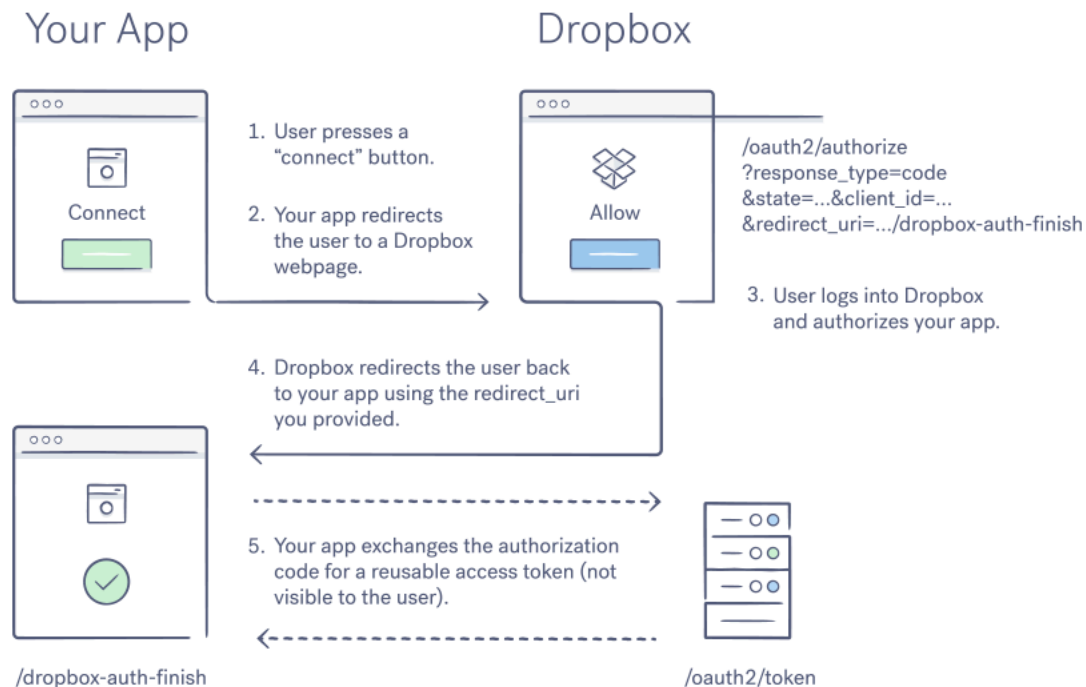 Your App
Dropbox
Connect
1. User presses a
“connect” button.
2. Your app redirects
the user to a Dropbox
webpage.
Allow
/oauth2/authorize
?response_type=code
&state=...&client_id=...
&redirect_uri=.../dropbox-auth-finish
3. User logs into Dropbox
and authorizes your app.
4. Dropbox redirects the user back
to your app using the redirect_uri
you provided.
5. Your app exchanges the authorization
code for a reusable access token (not
visible to the user).
/dropbox-auth-finish
/oauth2/token